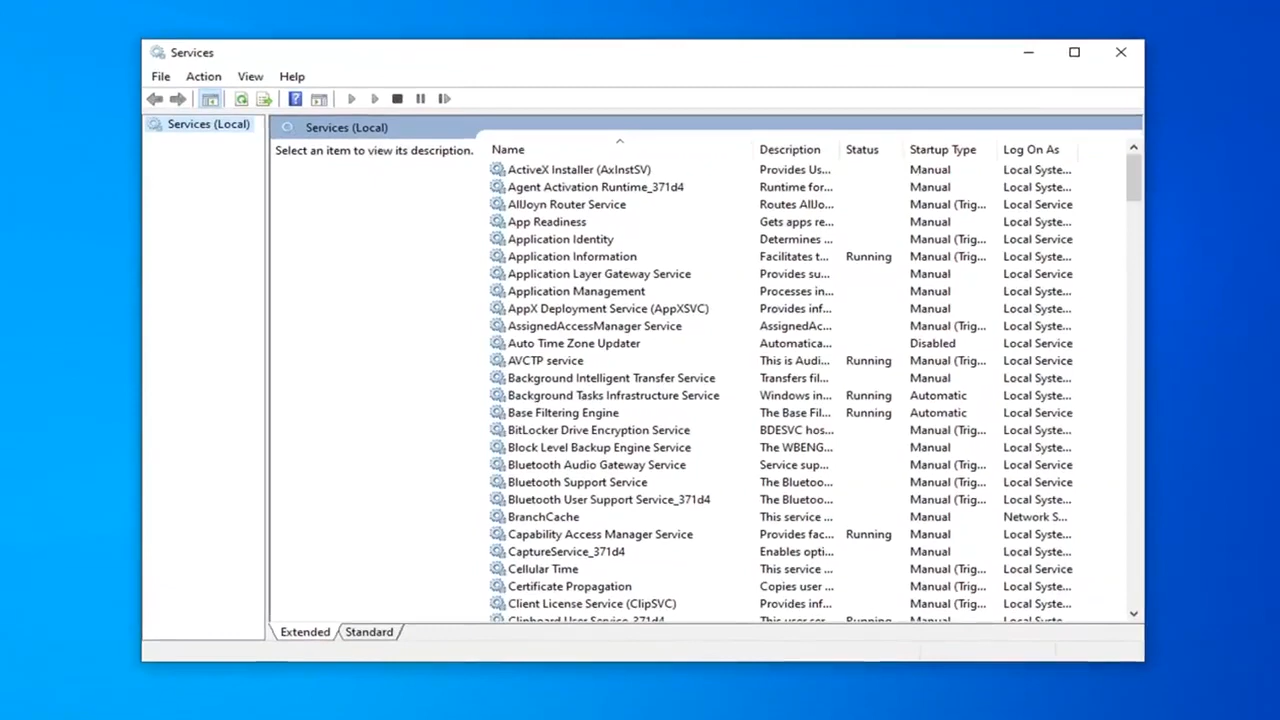 Services
File Action View Help
Services (Local)
Services (Local)
Select an item to view its description.
Name Description Status Startup Type Log On As
ActiveX Installer (AxInstSV) Provides Us... Manual Local Syste...
Agent Activation Runtime_371d4 Runtime for... Manual Local Syste...
AllJoyn Router Service Routes AllJo... Manual (Trig... Local Service
App Readiness Gets apps re... Manual Local Syste...
Application Identity Determines ... Manual (Trig... Local Service
Application Information Facilitates t... Running Manual (Trig... Local Syste...
Application Layer Gateway Service Provides su... Manual Local Service
Application Management Processes in... Manual Local Syste...
AppX Deployment Service (AppXSVC) Provides inf... Manual Local Syste...
AssignedAccessManager Service AssignedAc... Manual (Trig... Local Syste...
Auto Time Zone Updater Automatica... Disabled Local Service
AVCTP service This is Audi... Running Manual (Trig... Local Service
Background Intelligent Transfer Service Transfers fil... Manual Local Syste...
Background Tasks Infrastructure Service Windows in... Running Automatic Local Syste...
Base Filtering Engine The Base Fil... Running Automatic Local Service
BitLocker Drive Encryption Service BDESVC hos... Manual (Trig... Local Syste...
Block Level Backup Engine Service The WBENG... Manual Local Syste...
Bluetooth Audio Gateway Service Service sup... Manual (Trig... Local Service
Bluetooth Support Service The Bluetoo... Manual (Trig... Local Service
Bluetooth User Support Service_371d4 The Bluetoo... Manual (Trig... Local Syste...
BranchCache This service ... Manual Network S...
Capability Access Manager Service Provides fac... Running Manual Local Syste...
CaptureService_371d4 Enables opti... Manual Local Syste...
Cellular Time This service ... Manual (Trig... Local Service
Certificate Propagation Copies user ... Manual (Trig... Local Syste...
Client License Service (ClipSVC) Provides inf... Manual (Trig... Local Syste...
Clipboard User Service_371d4 This user ser... Running Manual Local Syste...
Extended Standard